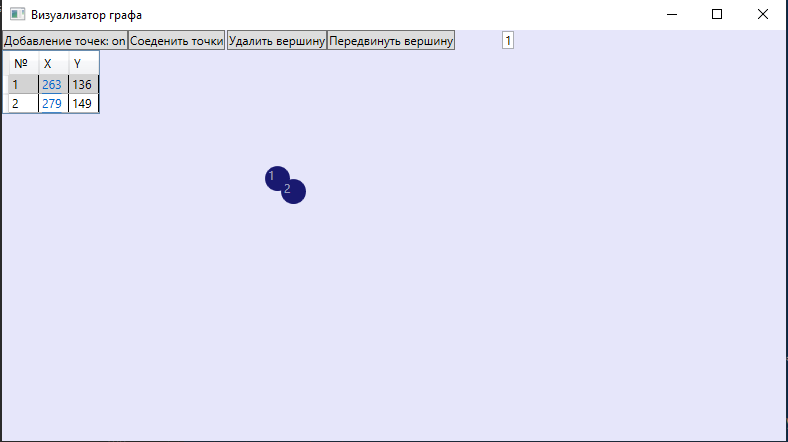 Визуализатор графа
Добавление точек: on Соеденить точки Удалить вершину Передвинуть вершину 1
№ X Y
1 263 136
2 279 149
1
2